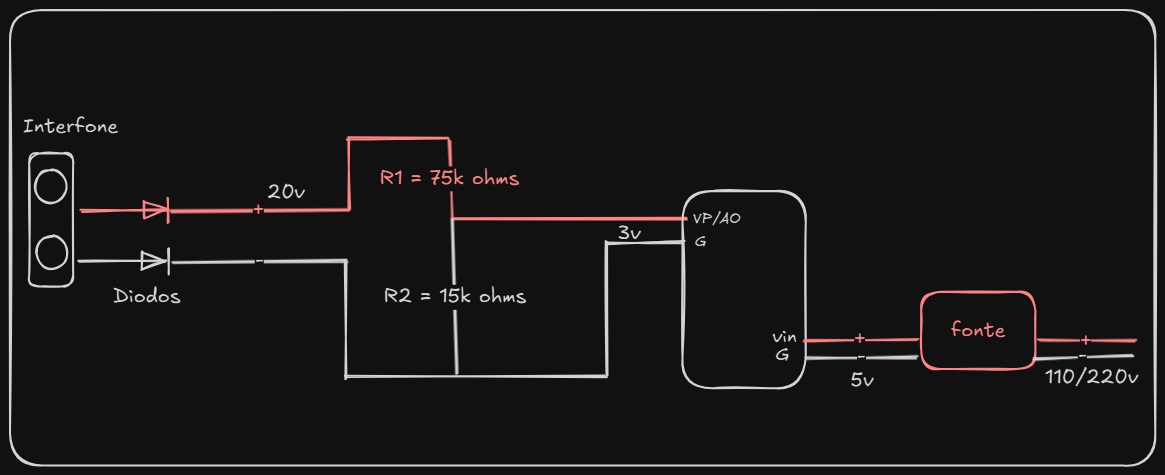 Interfone
20v
+
-
Diodos
R1 = 75k ohms
R2 = 15k ohms
3v
VP/AO
G
vin
G
+
-
5v
fonte
+
-
110/220v